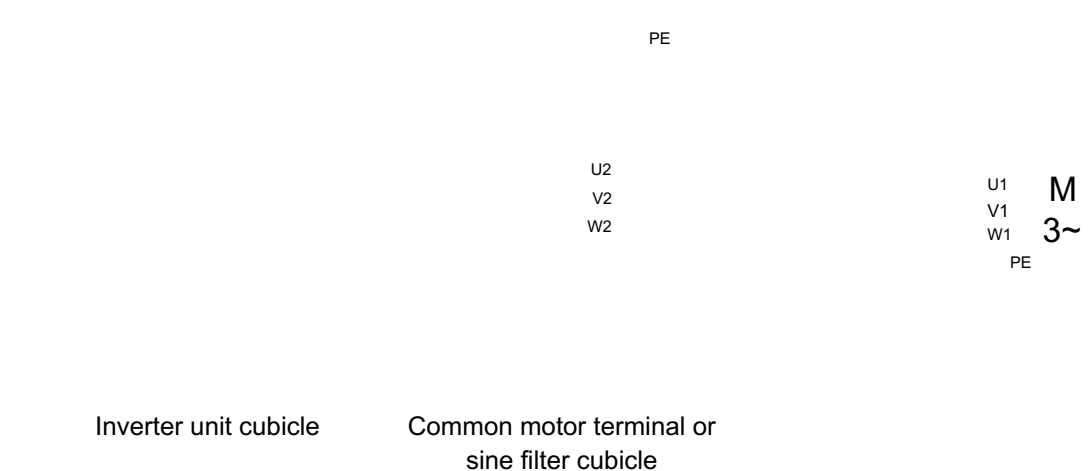 PE
U2
V2
W2
U1
V1
W1
M
3~
PE
Inverter unit cubicle
Common motor terminal or
sine filter cubicle